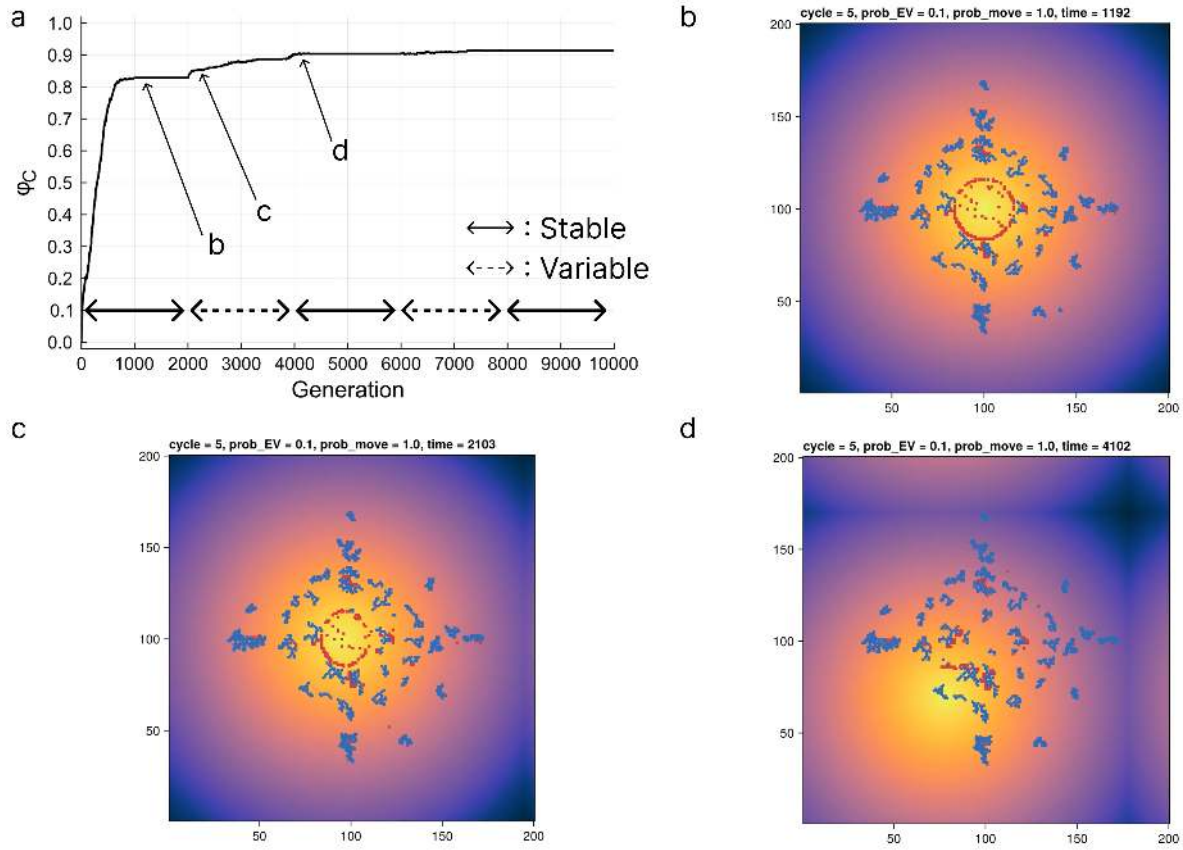 a
1.0
0.9
0.8
0.7
0.6
0.5
0.4
0.3
0.2
0.1
0.0
φC
b
c
d
: Stable
: Variable
0 1000 2000 3000 4000 5000 6000 7000 8000 9000 10000
Generation
b
cycle = 5, prob_EV = 0.1, prob_move = 1.0, time = 1192
200
150
100
50
50 100 150 200
c
cycle = 5, prob_EV = 0.1, prob_move = 1.0, time = 2103
200
150
100
50
50 100 150 200
d
cycle = 5, prob_EV = 0.1, prob_move = 1.0, time = 4102
200
150
100
50
50 100 150 200